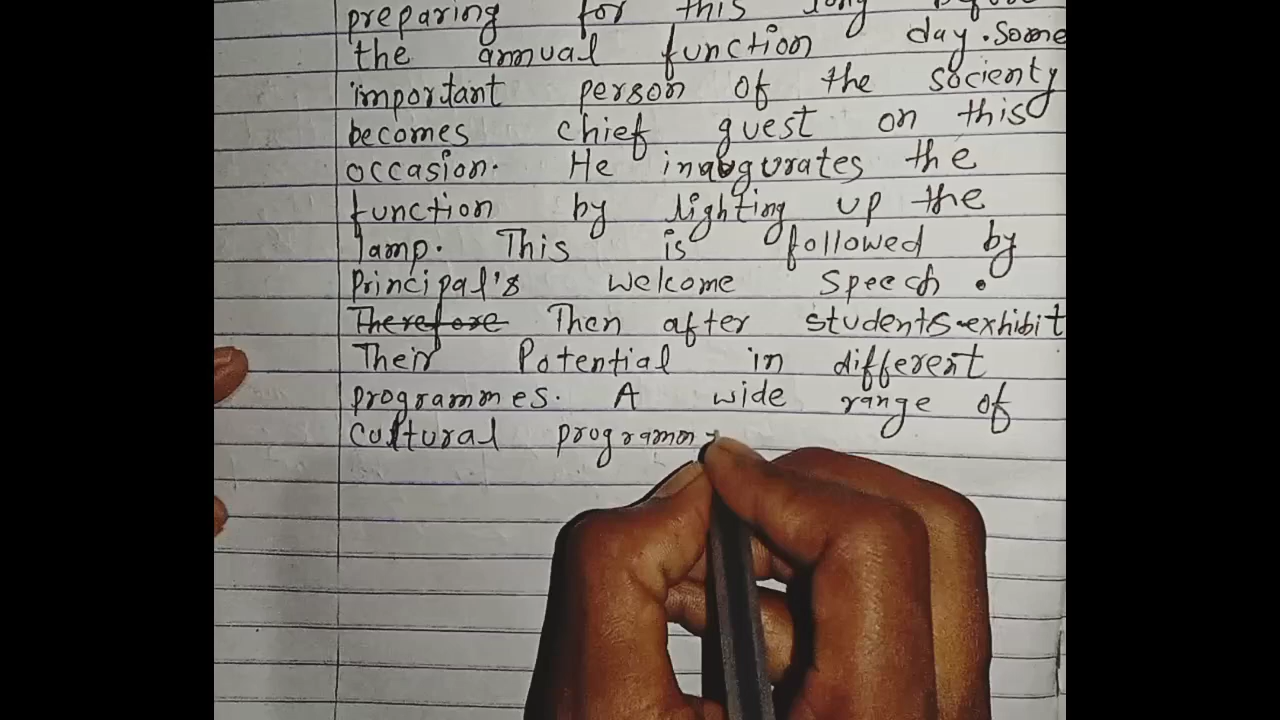 preparing for this long before
the annual function day. Some
important person of the socienty
becomes chief guest on this
occasion. He inaugurates the
function by lighting up the
lamp. This is followed by
Principal's welcome speech.
Therefore Then after students exhibit
Their Potential in different
programmes. A wide range of
cultural programm